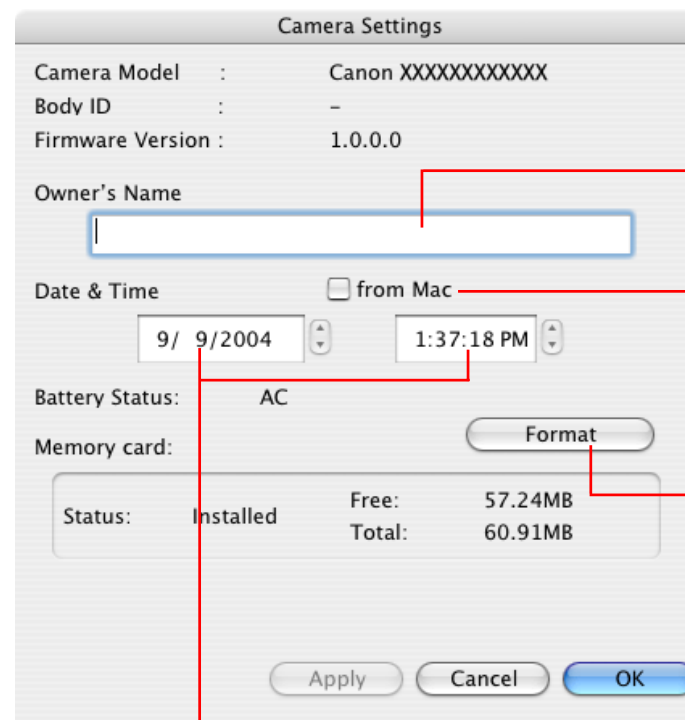 Camera Settings
Camera Model : Canon XXXXXXXXXXXX
Body ID : –
Firmware Version : 1.0.0.0
Owner's Name
Date & Time from Mac
9/ 9/2004 1:37:18 PM
Battery Status: AC
Memory card: Format
Status: Installed Free: 57.24MB
Total: 60.91MB
Apply Cancel OK